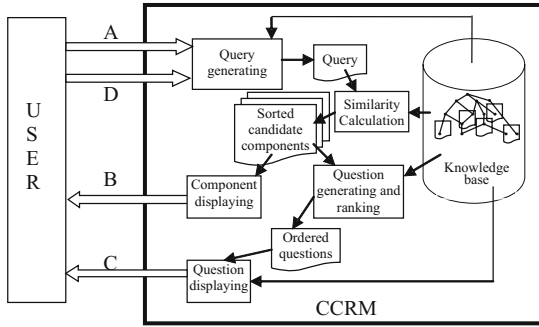 A
Query
generating
Query
D
U
S
E
R
Similarity
Calculation
Sorted
candidate
components
Knowledge
base
B
Component
displaying
Question
generating and
ranking
Ordered
questions
C
Question
displaying
CCRM